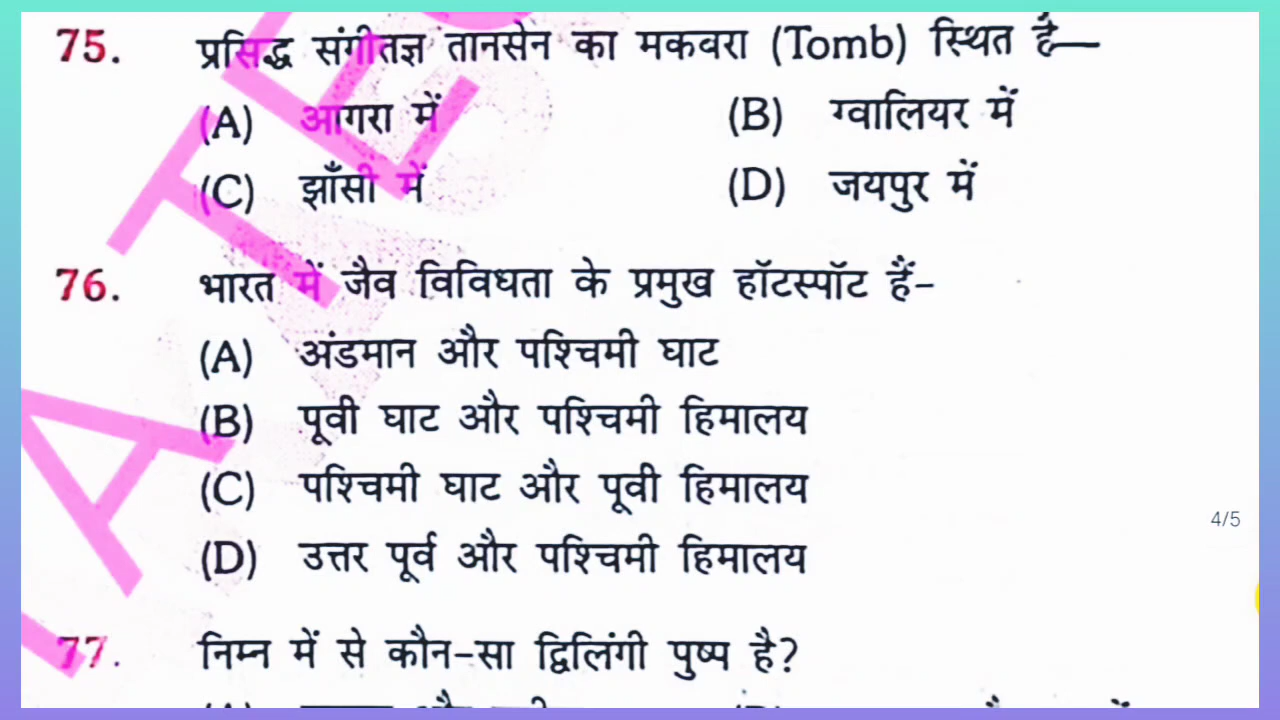 75. प्रसिद्ध संगीतज्ञ तानसेन का मकबरा (Tomb) स्थित है—
(A) आगरा में (B) ग्वालियर में
(C) झाँसी में (D) जयपुर में
76. भारत में जैव विविधता के प्रमुख हॉटस्पॉट हैं-
(A) अंडमान और पश्चिमी घाट
(B) पूर्वी घाट और पश्चिमी हिमालय
(C) पश्चिमी घाट और पूर्वी हिमालय
4/5
(D) उत्तर पूर्व और पश्चिमी हिमालय
77. निम्न में से कौन-सा द्विलिंगी पुष्प है?